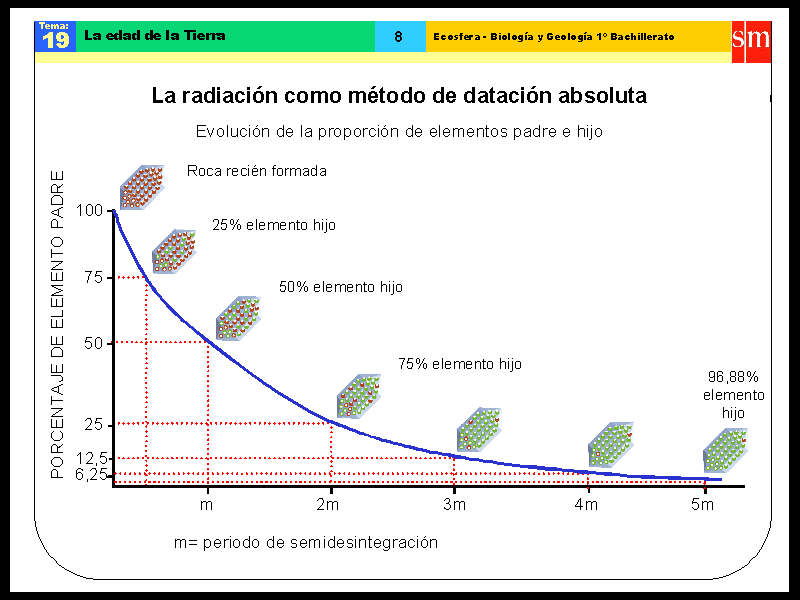 Tema:
19
La edad de la Tierra
8
Ecosfera - Biología y Geología 1º Bachillerato
sm
La radiación como método de datación absoluta
Evolución de la proporción de elementos padre e hijo
PORCENTAJE DE ELEMENTO PADRE
Roca recién formada
100
25% elemento hijo
75
50% elemento hijo
50
75% elemento hijo
96,88%
elemento
hijo
25
12,5
6,25
m
2m
3m
4m
5m
m= periodo de semidesintegración